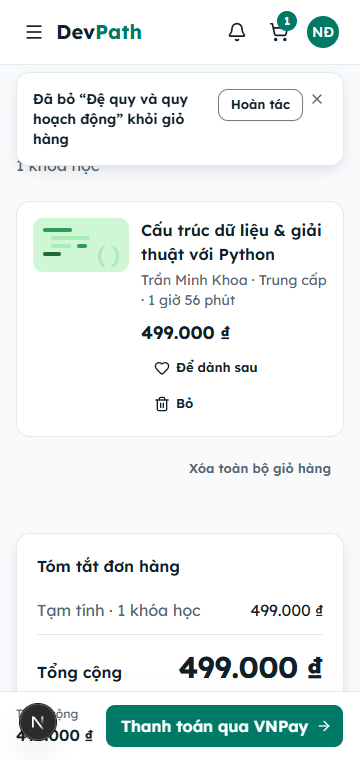 DevPath
1
NĐ
Đã bỏ “Đệ quy và quy
hoạch động” khỏi giỏ
hàng
Hoàn tác
1 khóa học
Cấu trúc dữ liệu & giải
thuật với Python
Trần Minh Khoa · Trung cấp
· 1 giờ 56 phút
499.000 ₫
Để dành sau
Bỏ
Xóa toàn bộ giỏ hàng
Tóm tắt đơn hàng
Tạm tính · 1 khóa học
499.000 ₫
Tổng cộng
499.000 ₫
N
Thanh toán qua VNPay